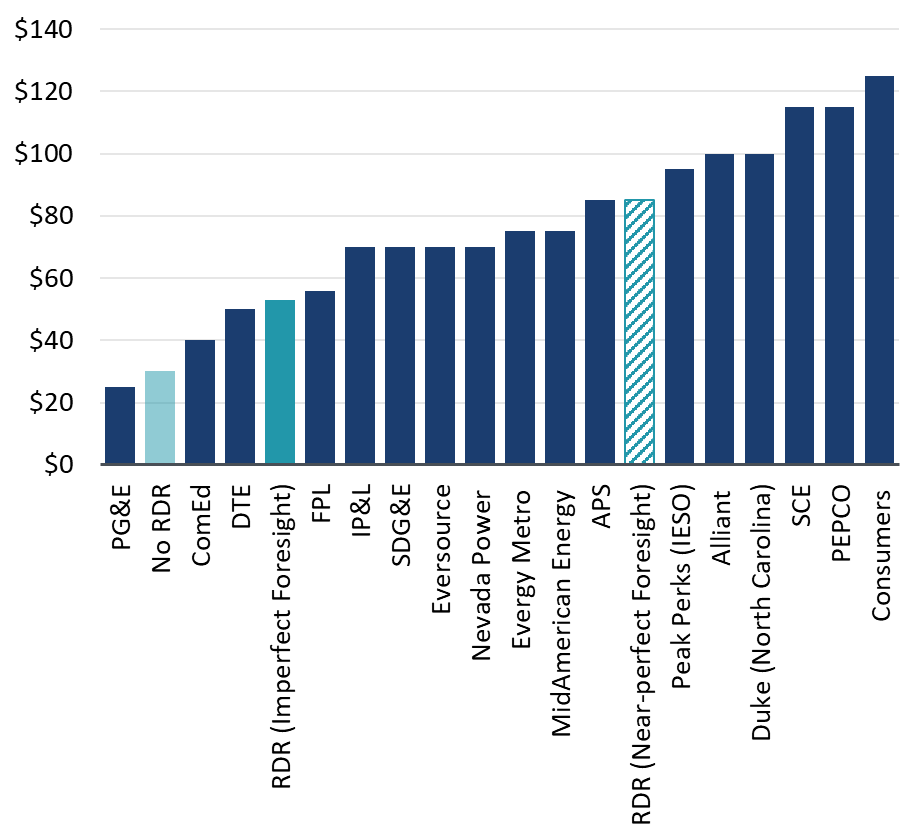 $140
$120
$100
$80
$60
$40
$20
$0
PG&E
No RDR
ComEd
DTE
RDR (Imperfect Foresight)
FPL
IP&L
SDG&E
Eversource
Nevada Power
Evergy Metro
MidAmerican Energy
APS
RDR (Near-perfect Foresight)
Peak Perks (IESO)
Alliant
Duke (North Carolina)
SCE
PEPCO
Consumers